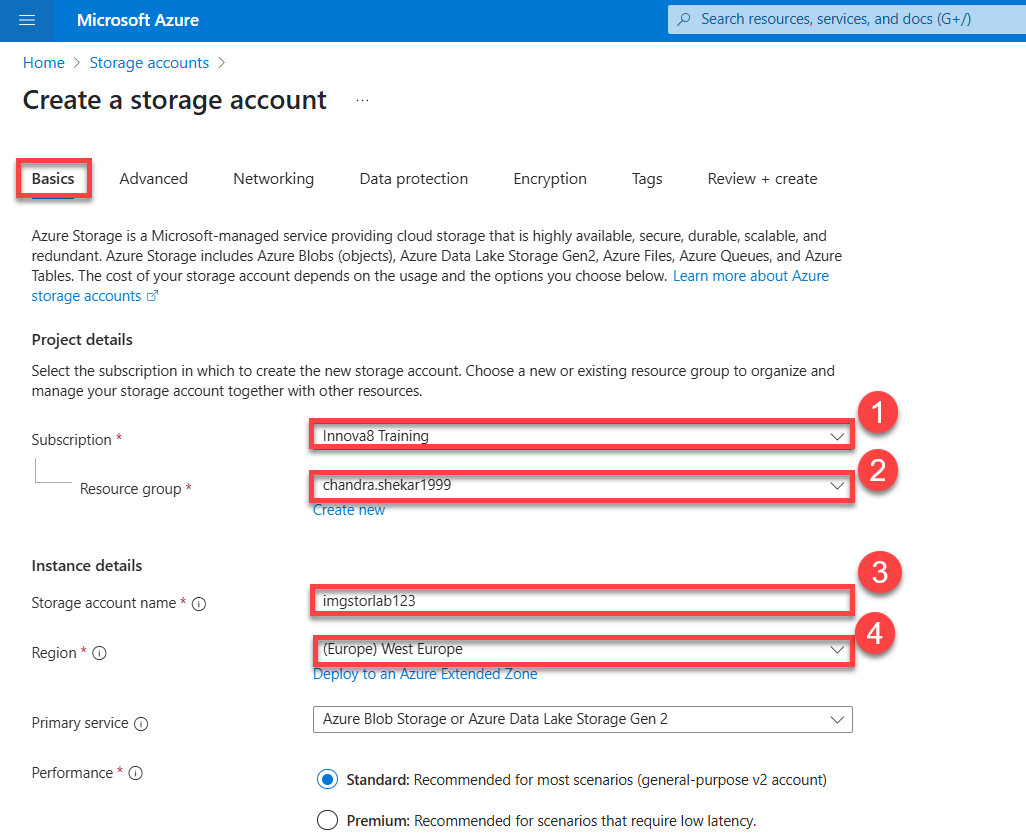 Microsoft Azure
Search resources, services, and docs (G+/)
Home > Storage accounts >
Create a storage account ...
Basics Advanced Networking Data protection Encryption Tags Review + create
Azure Storage is a Microsoft-managed service providing cloud storage that is highly available, secure, durable, scalable, and
redundant. Azure Storage includes Azure Blobs (objects), Azure Data Lake Storage Gen2, Azure Files, Azure Queues, and Azure
Tables. The cost of your storage account depends on the usage and the options you choose below. Learn more about Azure
storage accounts
Project details
Select the subscription in which to create the new storage account. Choose a new or existing resource group to organize and
manage your storage account together with other resources.
Subscription * Innova8 Training 1
Resource group * chandra.shekar1999 2
Create new
Instance details
Storage account name * imgstorlab123 3
Region * (Europe) West Europe 4
Deploy to an Azure Extended Zone
Primary service Azure Blob Storage or Azure Data Lake Storage Gen 2
Performance * Standard: Recommended for most scenarios (general-purpose v2 account)
Premium: Recommended for scenarios that require low latency.